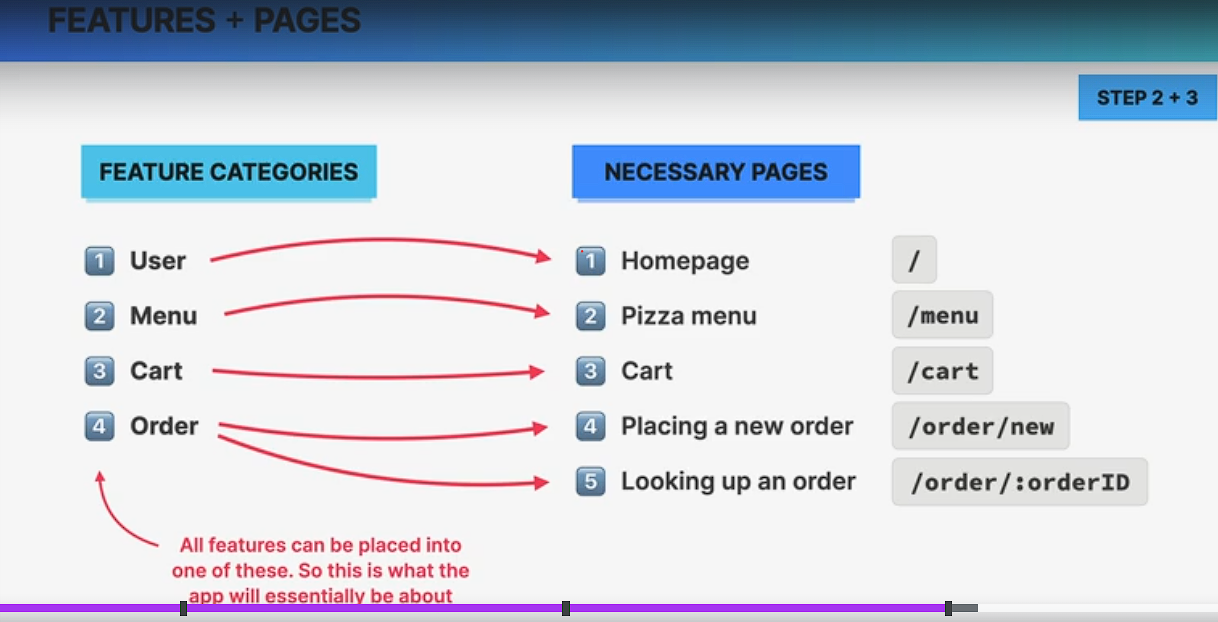 FEATURES + PAGES
STEP 2 + 3
FEATURE CATEGORIES
NECESSARY PAGES
1 User
1 Homepage /
2 Menu
2 Pizza menu /menu
3 Cart
3 Cart /cart
4 Order
4 Placing a new order /order/new
5 Looking up an order /order/:orderID
All features can be placed into
one of these. So this is what the
app will essentially be about